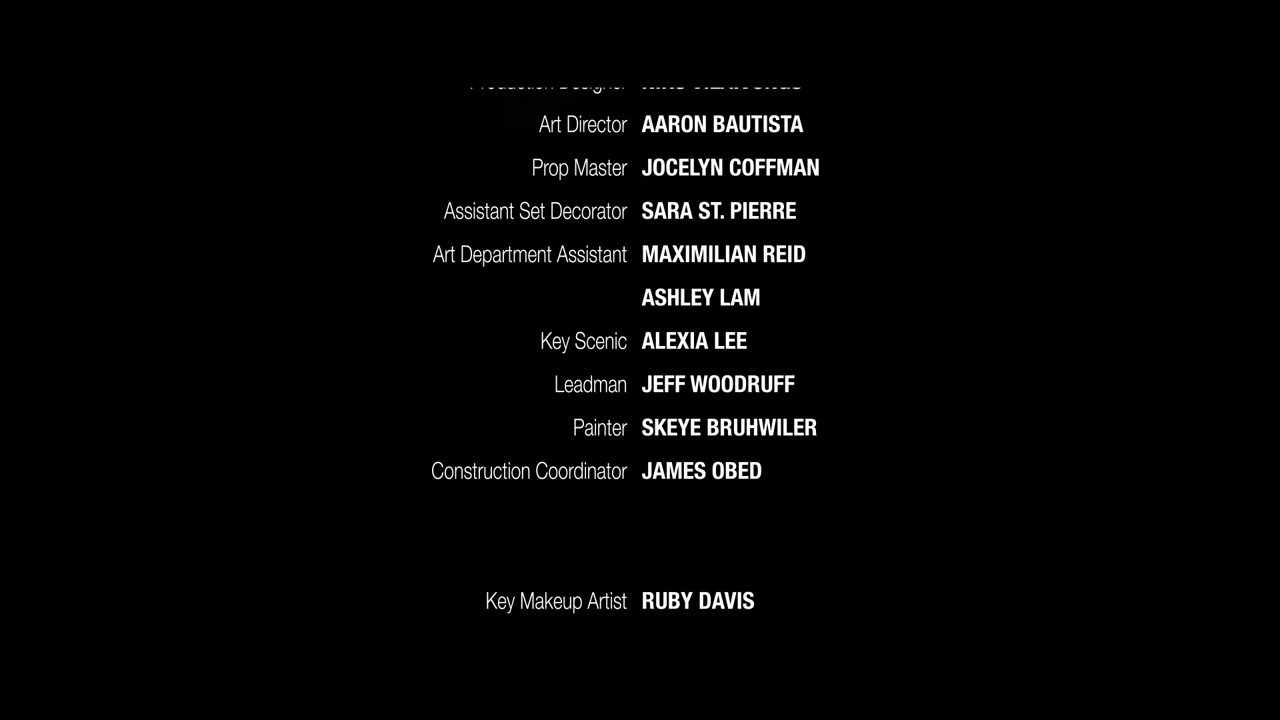 Production Designer
Art Director AARON BAUTISTA
Prop Master JOCELYN COFFMAN
Assistant Set Decorator SARA ST. PIERRE
Art Department Assistant MAXIMILIAN REID
ASHLEY LAM
Key Scenic ALEXIA LEE
Leadman JEFF WOODRUFF
Painter SKEYE BRUHWILER
Construction Coordinator JAMES OBED
Key Makeup Artist RUBY DAVIS